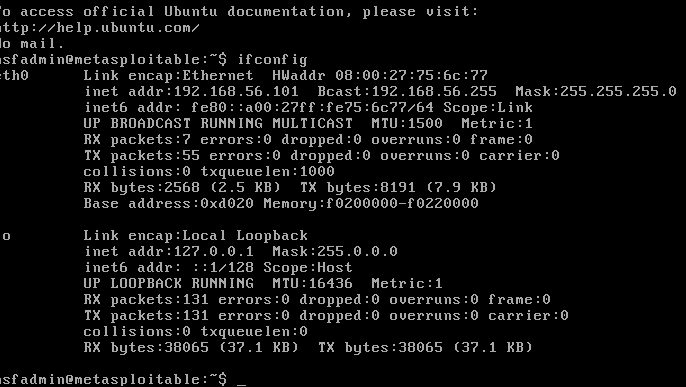 To access official Ubuntu documentation, please visit:
http://help.ubuntu.com/
No mail.
msfadmin@metasploitable:~$ ifconfig
eth0 Link encap:Ethernet HWaddr 08:00:27:75:6c:77
inet addr:192.168.56.101 Bcast:192.168.56.255 Mask:255.255.255.0
inet6 addr: fe80::a00:27ff:fe75:6c77/64 Scope:Link
UP BROADCAST RUNNING MULTICAST MTU:1500 Metric:1
RX packets:7 errors:0 dropped:0 overruns:0 frame:0
TX packets:55 errors:0 dropped:0 overruns:0 carrier:0
collisions:0 txqueuelen:1000
RX bytes:2568 (2.5 KB) TX bytes:8191 (7.9 KB)
Base address:0xd020 Memory:f0200000-f0220000
lo Link encap:Local Loopback
inet addr:127.0.0.1 Mask:255.0.0.0
inet6 addr: ::1/128 Scope:Host
UP LOOPBACK RUNNING MTU:16436 Metric:1
RX packets:131 errors:0 dropped:0 overruns:0 frame:0
TX packets:131 errors:0 dropped:0 overruns:0 carrier:0
collisions:0 txqueuelen:0
RX bytes:38065 (37.1 KB) TX bytes:38065 (37.1 KB)
msfadmin@metasploitable:~$ _